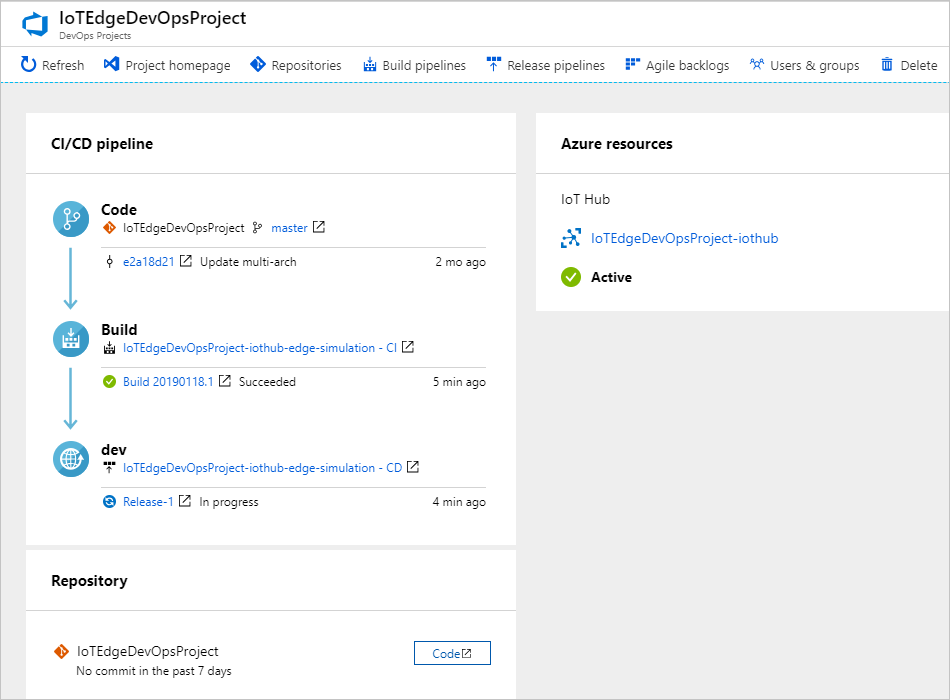 IoTEdgeDevOpsProject
DevOps Projects
Refresh Project homepage Repositories Build pipelines Release pipelines Agile backlogs Users & groups Delete
CI/CD pipeline
Code
IoTEdgeDevOpsProject master
e2a18d21 Update multi-arch 2 mo ago
Build
IoTEdgeDevOpsProject-iothub-edge-simulation - CI
Build 20190118.1 Succeeded 5 min ago
dev
IoTEdgeDevOpsProject-iothub-edge-simulation - CD
Release-1 In progress 4 min ago
Repository
IoTEdgeDevOpsProject
No commit in the past 7 days
Code
Azure resources
IoT Hub
IoTEdgeDevOpsProject-iothub
Active